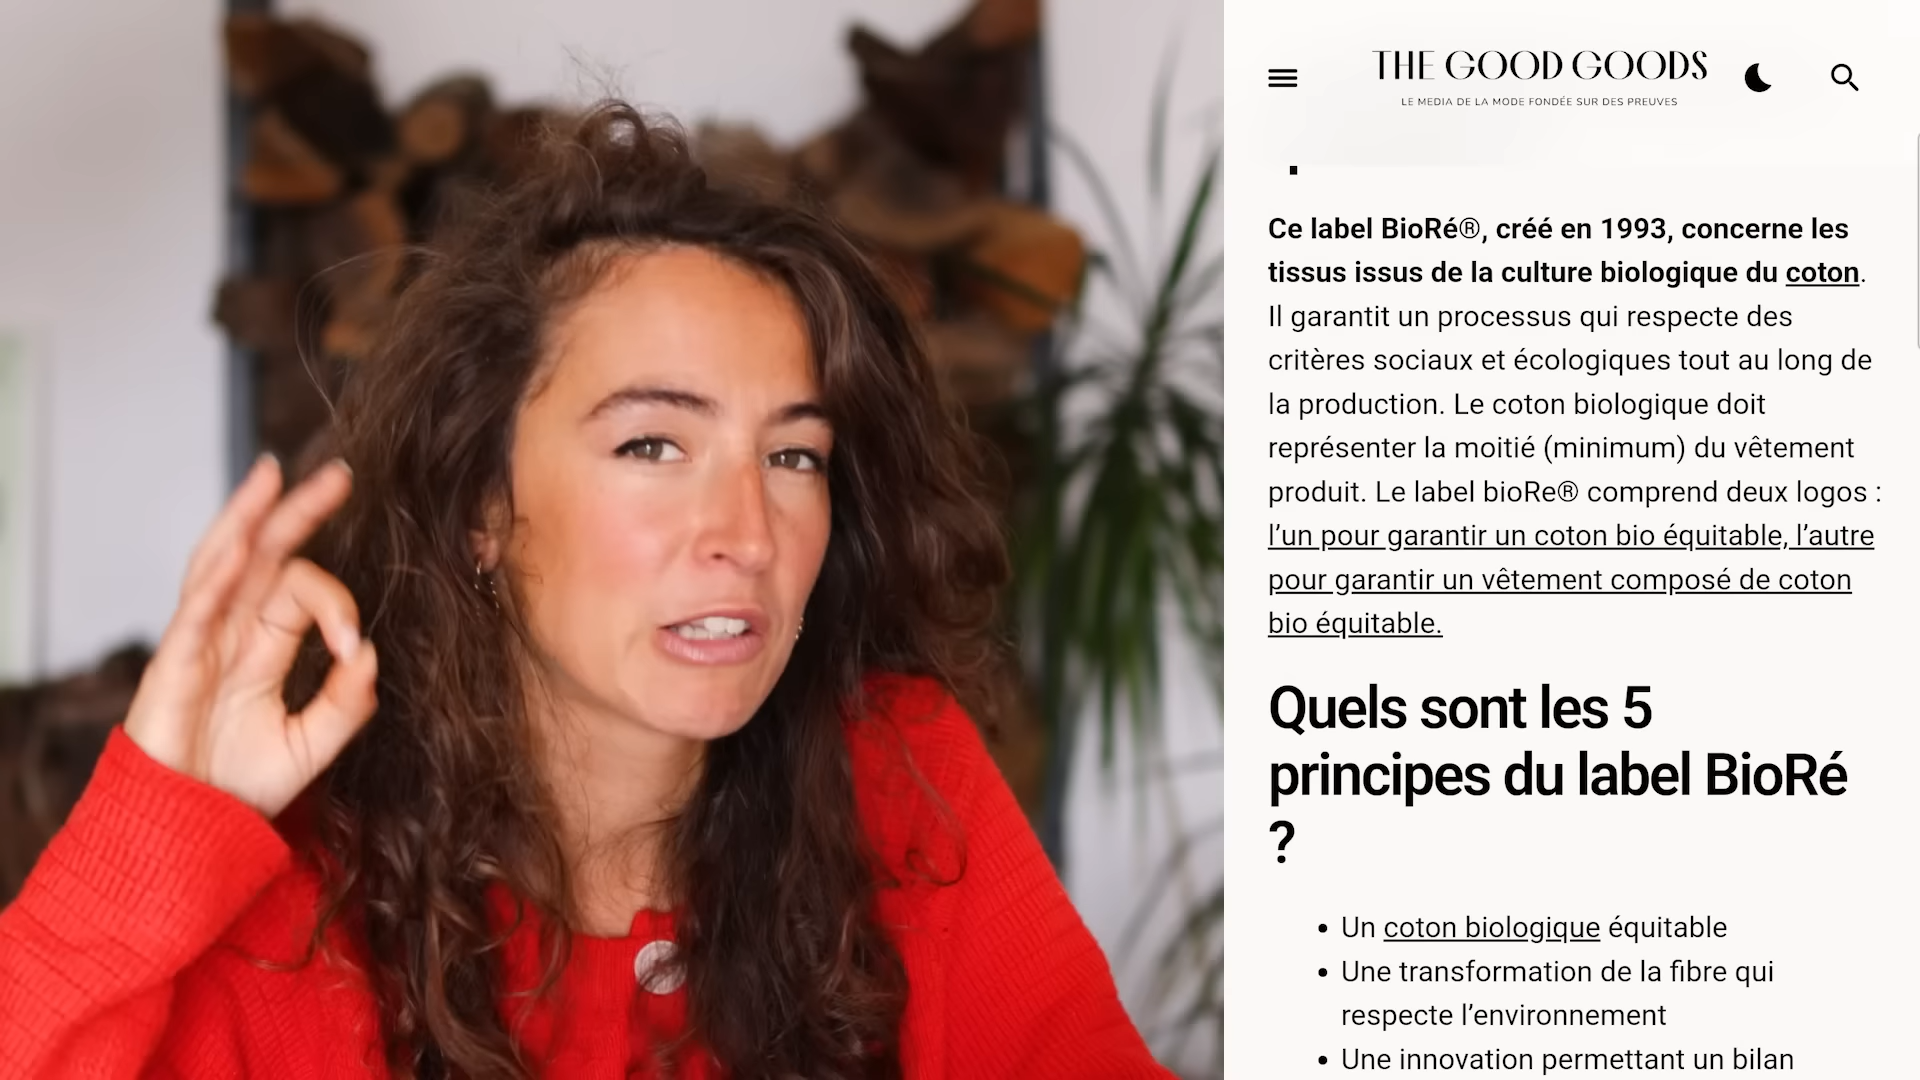 THE GOOD GOODS
LE MEDIA DE LA MODE FONDÉE SUR DES PREUVES
Ce label BioRé®, créé en 1993, concerne les
tissus issus de la culture biologique du coton.
Il garantit un processus qui respecte des
critères sociaux et écologiques tout au long de
la production. Le coton biologique doit
représenter la moitié (minimum) du vêtement
produit. Le label bioRe® comprend deux logos :
l’un pour garantir un coton bio équitable, l’autre
pour garantir un vêtement composé de coton
bio équitable.
Quels sont les 5
principes du label BioRé
?
• Un coton biologique équitable
• Une transformation de la fibre qui
respecte l’environnement
• Une innovation permettant un bilan